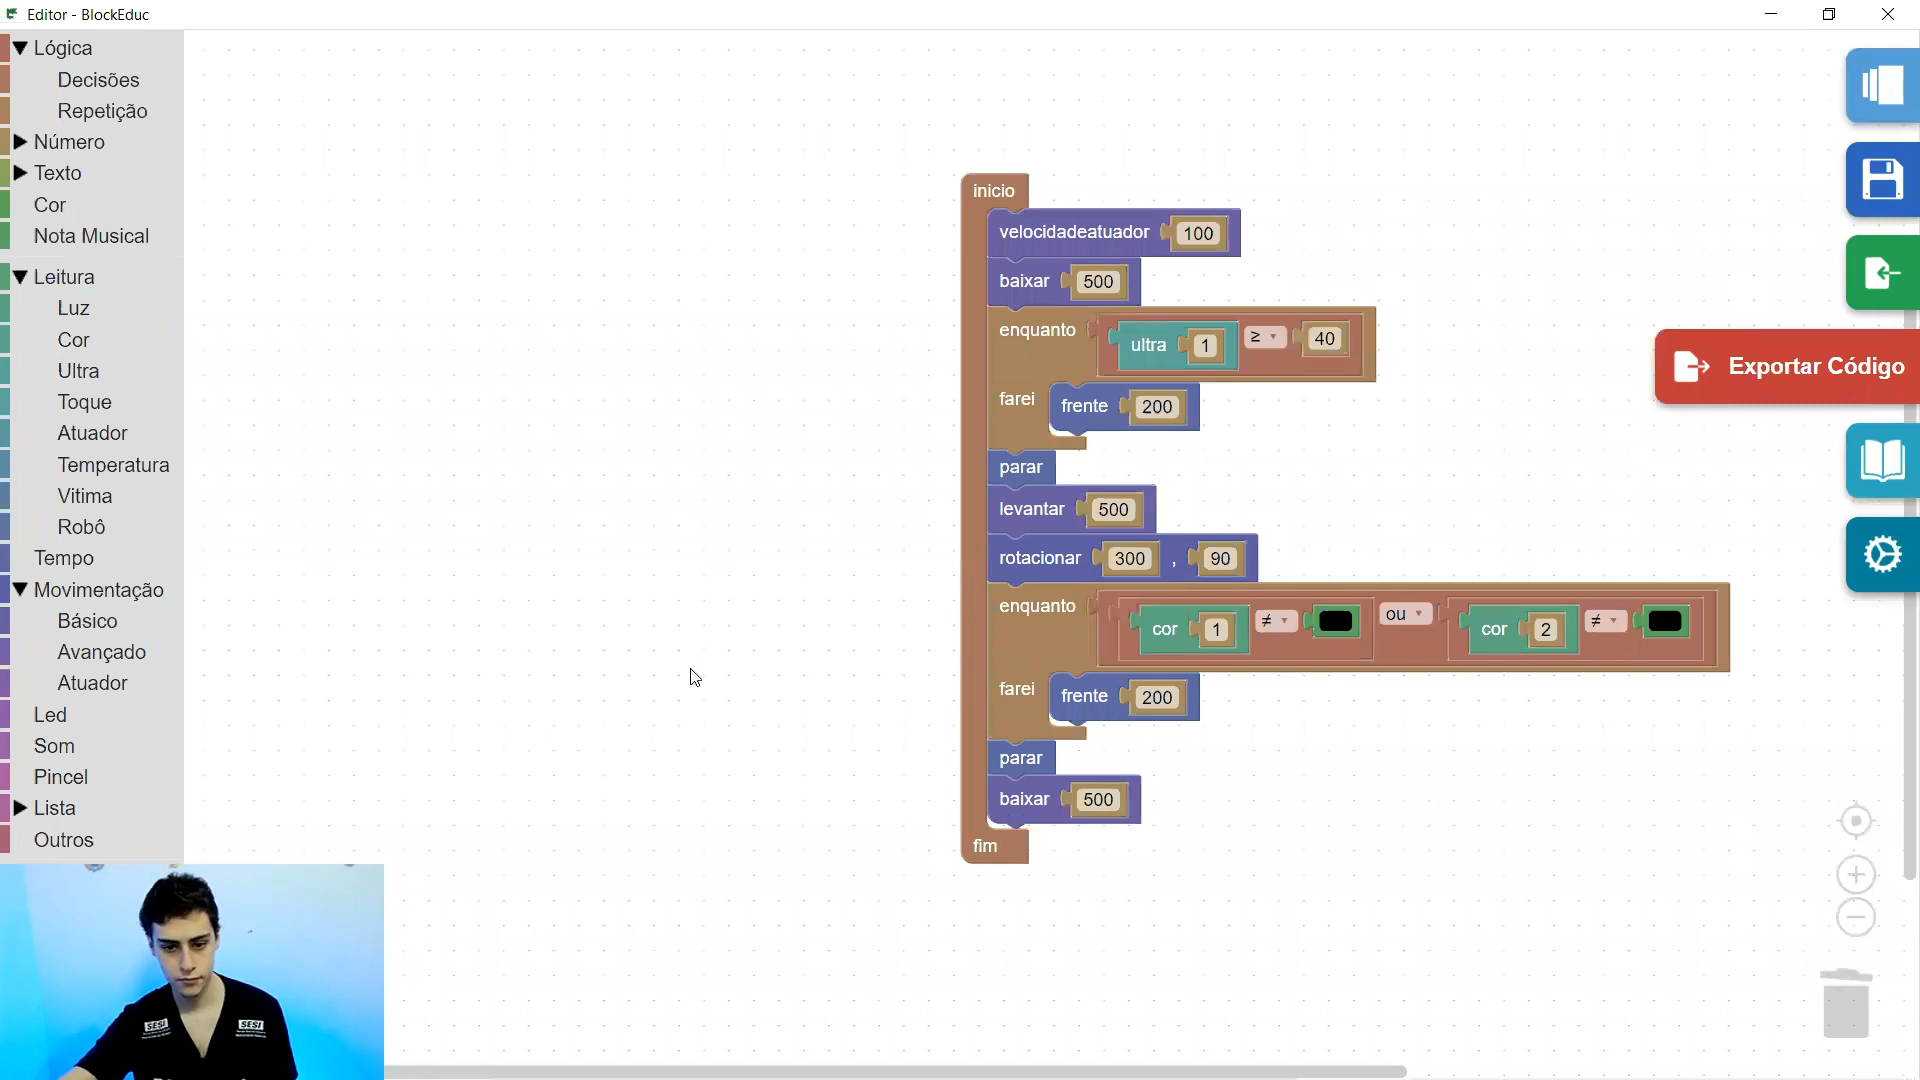 Editor - BlockEduc
Lógica
Decisões
Repetição
Número
Texto
Cor
Nota Musical
Leitura
Luz
Cor
Ultra
Toque
Atuador
Temperatura
Vitima
Robô
Tempo
Movimentação
Básico
Avançado
Atuador
Led
Som
Pincel
Lista
Outros
inicio
velocidadeatuador 100
baixar 500
enquanto ultra 1 ≥ 40
farei frente 200
parar
levantar 500
rotacionar 300 , 90
enquanto cor 1 ≠ ou cor 2 ≠
farei frente 200
parar
baixar 500
fim
Exportar Código
SESI SESI